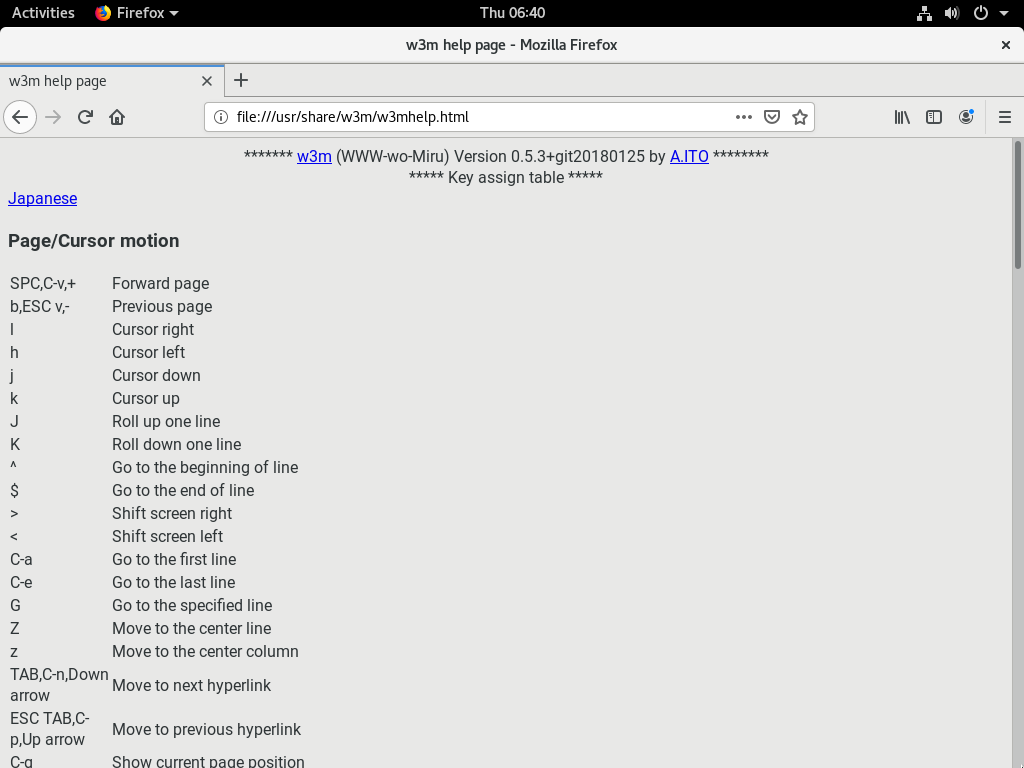 Activities Firefox Thu 06:40
w3m help page - Mozilla Firefox
w3m help page
file:///usr/share/w3m/w3mhelp.html
******* w3m (WWW-wo-Miru) Version 0.5.3+git20180125 by A.ITO ********
***** Key assign table *****
Japanese
Page/Cursor motion
SPC,C-v,+ Forward page
b,ESC v,- Previous page
l Cursor right
h Cursor left
j Cursor down
k Cursor up
J Roll up one line
K Roll down one line
^ Go to the beginning of line
$ Go to the end of line
> Shift screen right
< Shift screen left
C-a Go to the first line
C-e Go to the last line
G Go to the specified line
Z Move to the center line
z Move to the center column
TAB,C-n,Down
arrow Move to next hyperlink
ESC TAB,C-
p,Up arrow Move to previous hyperlink
C-g Show current page position